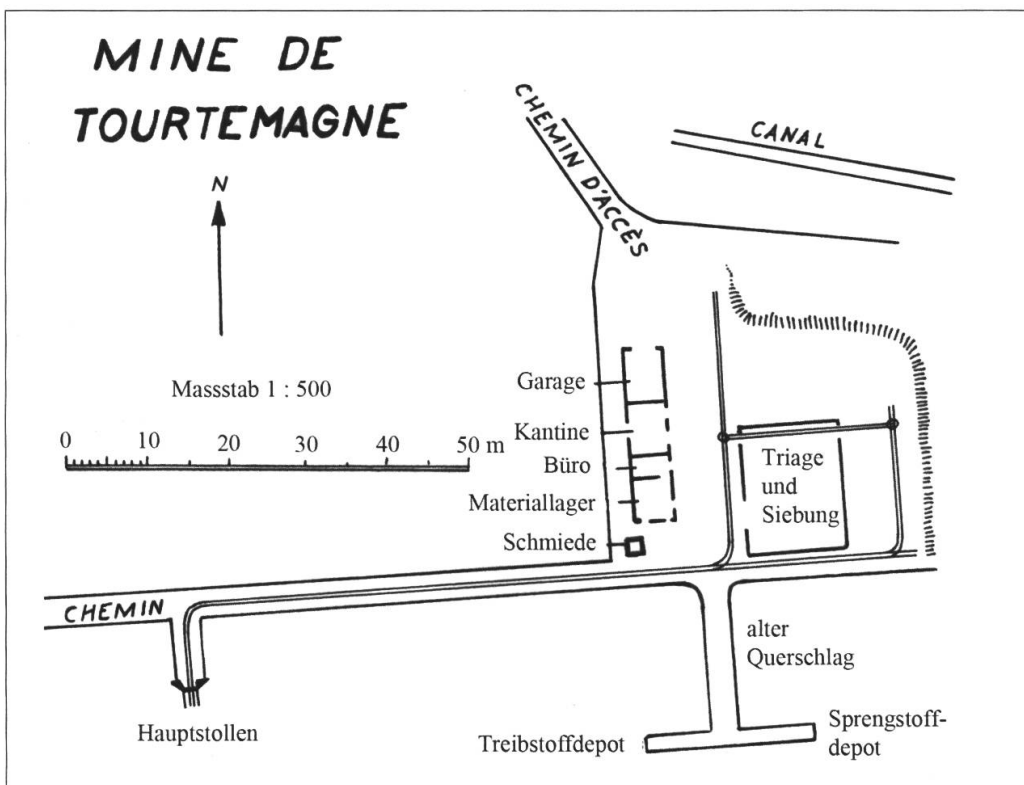 MINE DE
TOURTEMAGNE
N
Massstab 1 : 500
0 10 20 30 40 50 m
CHEMIN D'ACCÈS
CANAL
Garage
Kantine
Büro
Materiallager
Schmiede
Triage
und
Siebung
CHEMIN
alter
Querschlag
Hauptstollen
Treibstoffdepot
Sprengstoff-
depot